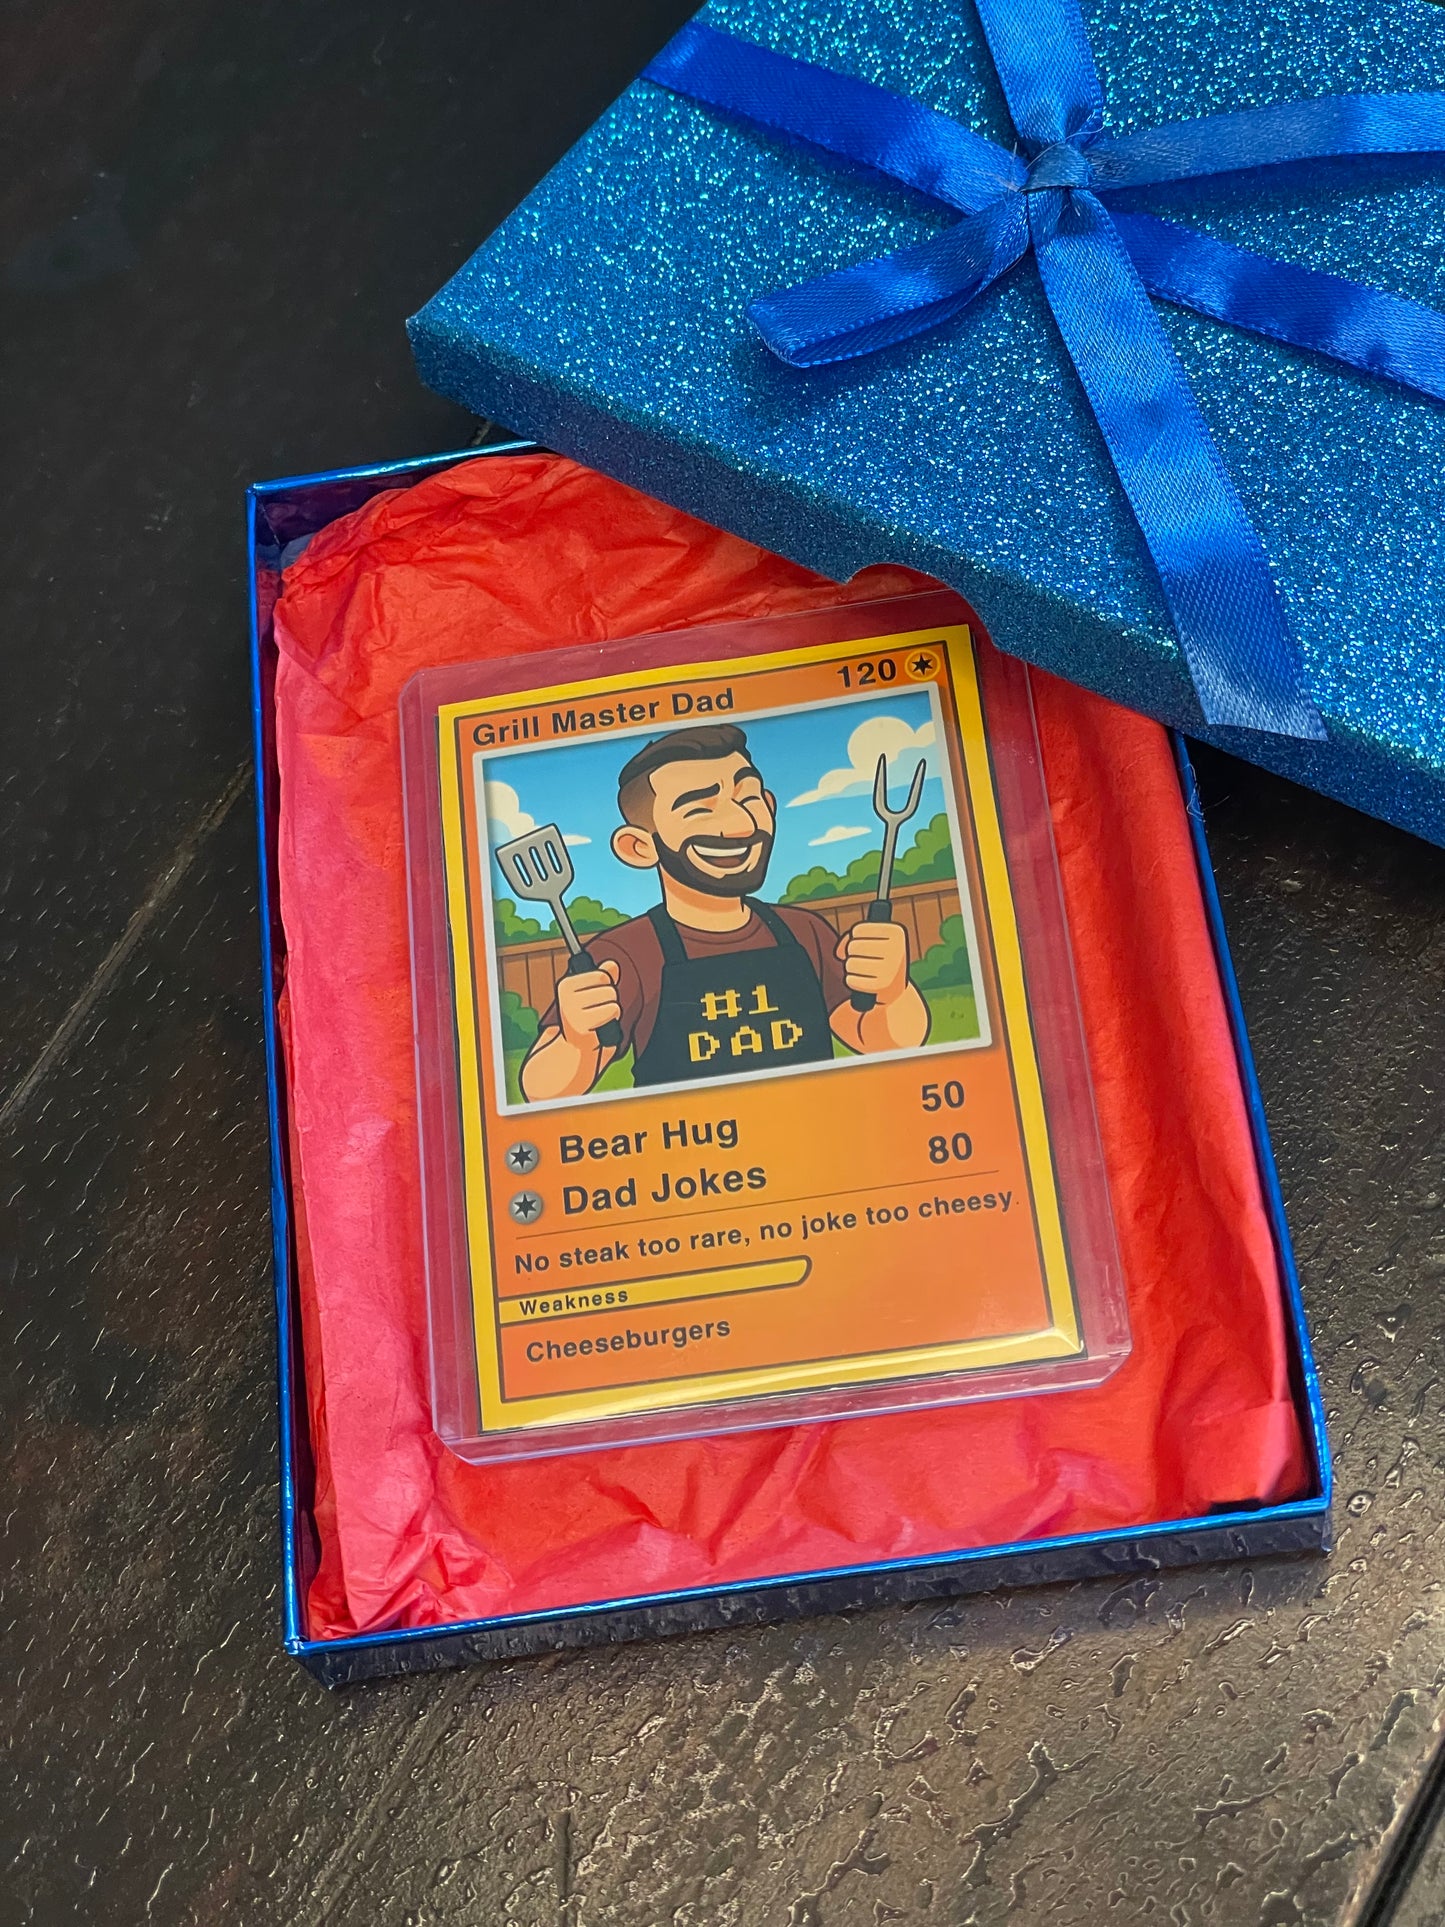 Grill Master Dad 120
#1
DAD
Bear Hug 50
Dad Jokes 80
No steak too rare, no joke too cheesy.
Weakness
Cheeseburgers